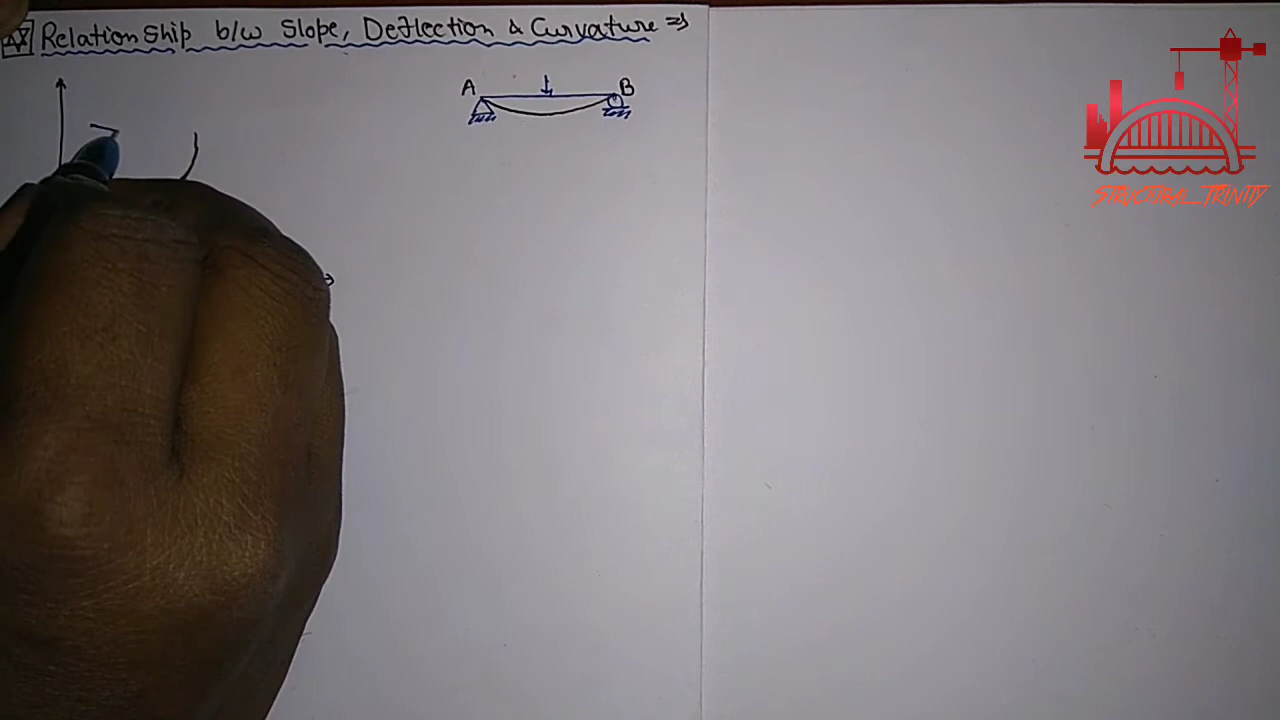 Relationship b/w Slope, Deflection & Curvature ⇒
A B
STRUCTURAL_TRINITY